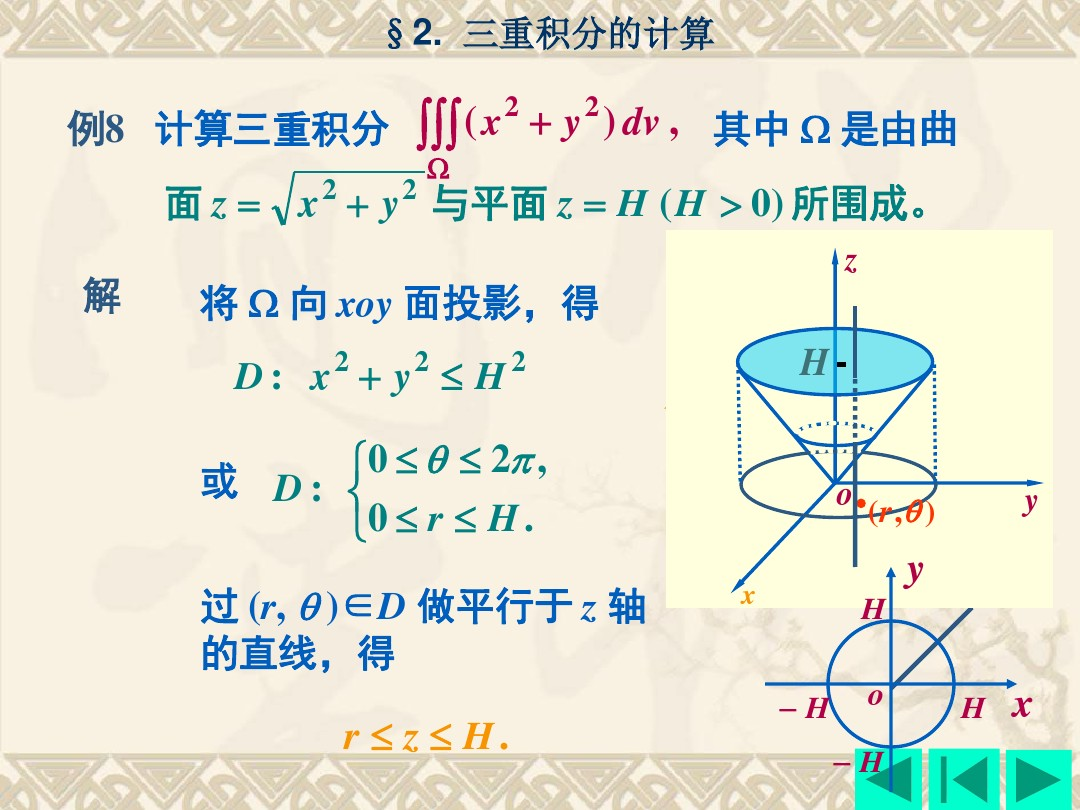 §2. 三重积分的计算
例8 计算三重积分 ∭_Ω (x² + y²) dv , 其中 Ω 是由曲
面 z = √(x² + y²) 与平面 z = H (H > 0) 所围成。
解 将 Ω 向 xoy 面投影，得
D : x² + y² ≤ H²
或 D : { 0 ≤ θ ≤ 2π,
0 ≤ r ≤ H .
过 (r, θ)∈D 做平行于 z 轴
的直线，得
r ≤ z ≤ H .
z
H
o
(r,θ)
y
x
y
H
– H
o
H
x
– H